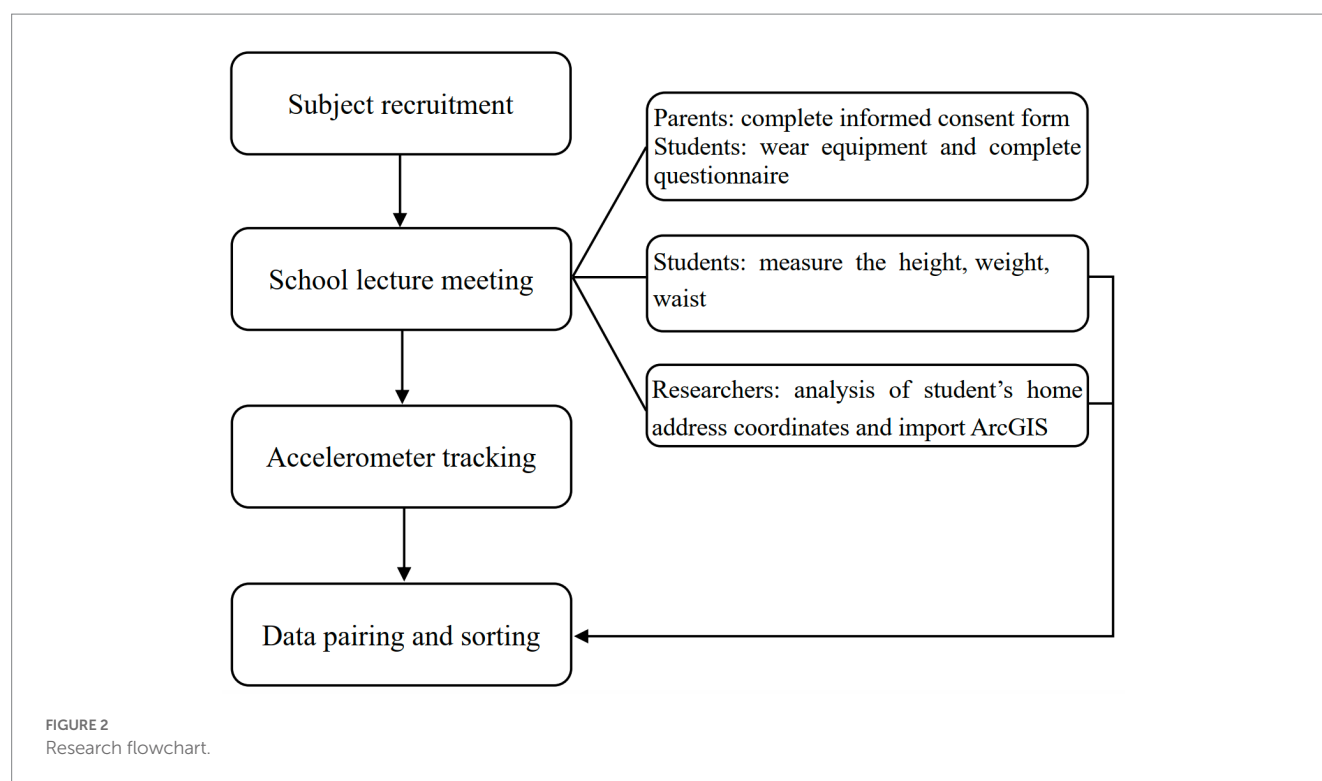 Subject recruitment
Parents: complete informed consent form
Students: wear equipment and complete
questionnaire
School lecture meeting
Students: measure the height, weight,
waist
Researchers: analysis of student’s home
address coordinates and import ArcGIS
Accelerometer tracking
Data pairing and sorting
FIGURE 2
Research flowchart.